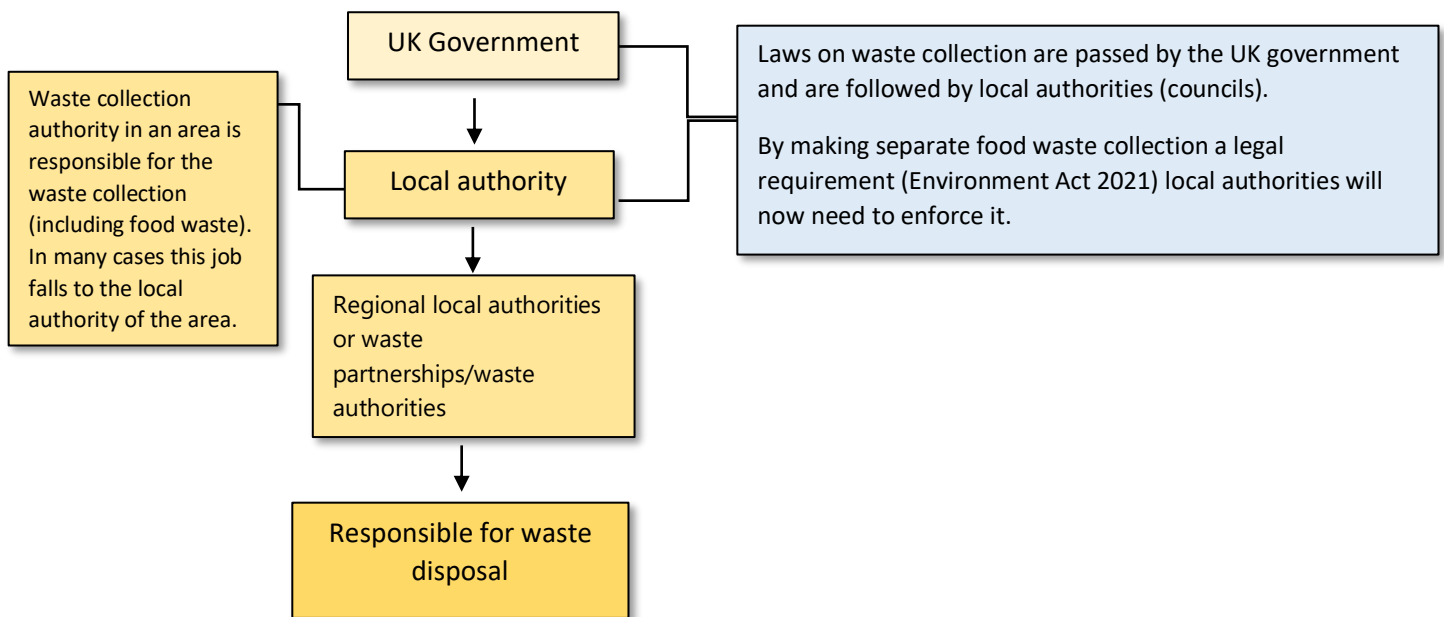 UK Government
Laws on waste collection are passed by the UK government
and are followed by local authorities (councils).
By making separate food waste collection a legal
requirement (Environment Act 2021) local authorities will
now need to enforce it.
Waste collection
authority in an area is
responsible for the
waste collection
(including food waste).
In many cases this job
falls to the local
authority of the area.
Local authority
Regional local authorities
or waste
partnerships/waste
authorities
Responsible for waste
disposal